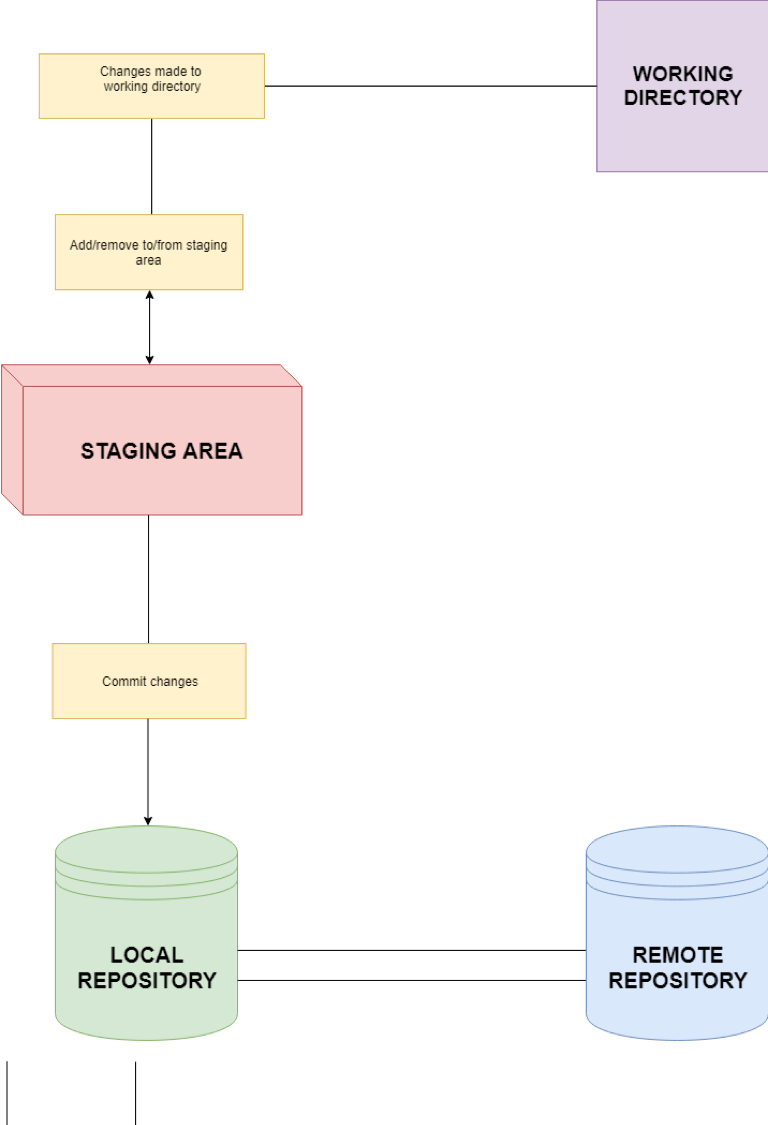 Changes made to
working directory
WORKING
DIRECTORY
Add/remove to/from staging
area
STAGING AREA
Commit changes
LOCAL
REPOSITORY
REMOTE
REPOSITORY